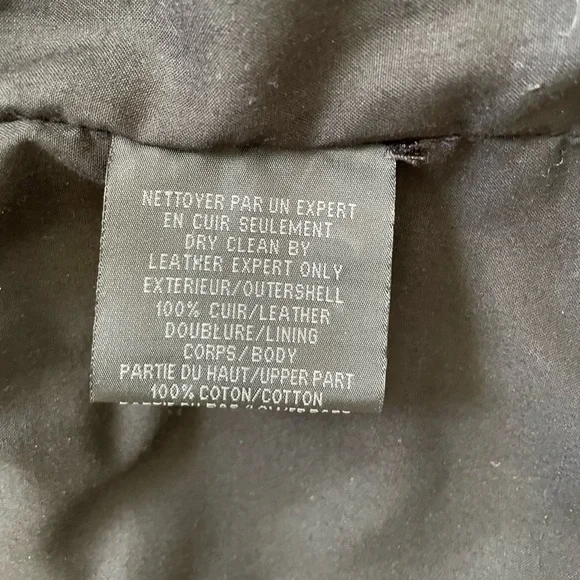 NETTOYER PAR UN EXPERT
EN CUIR SEULEMENT
DRY CLEAN BY
LEATHER EXPERT ONLY
EXTERIEUR/OUTERSHELL
100% CUIR/LEATHER
DOUBLURE/LINING
CORPS/BODY
PARTIE DU HAUT/UPPER PART
100% COTON/COTTON